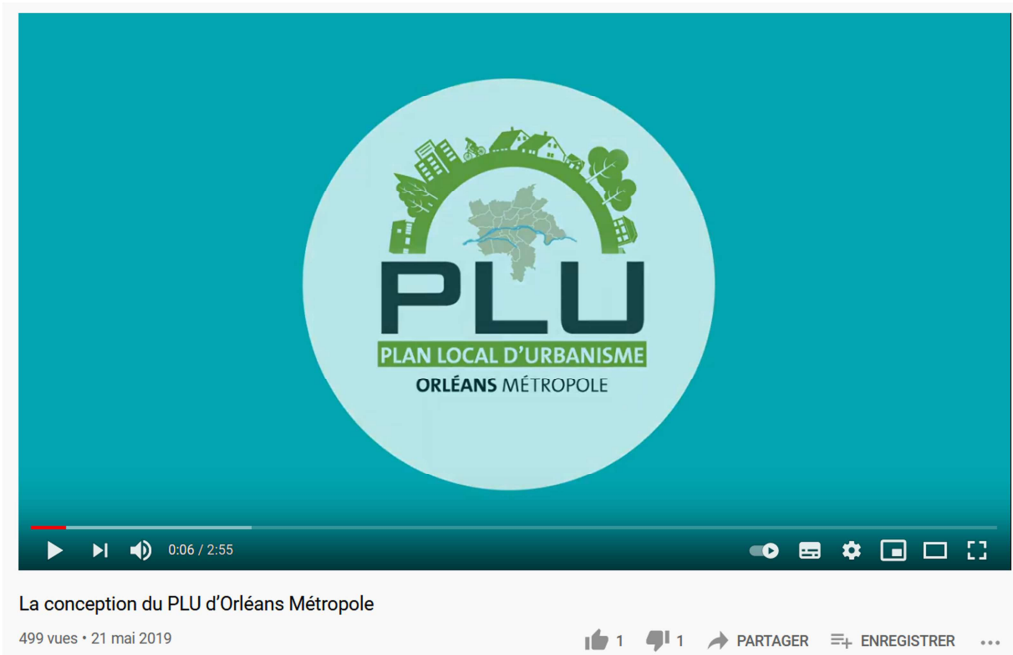 PLU
PLAN LOCAL D'URBANISME
ORLÉANS MÉTROPOLE
0:06 / 2:55
La conception du PLU d'Orléans Métropole
499 vues • 21 mai 2019
1 1 PARTAGER ENREGISTRER